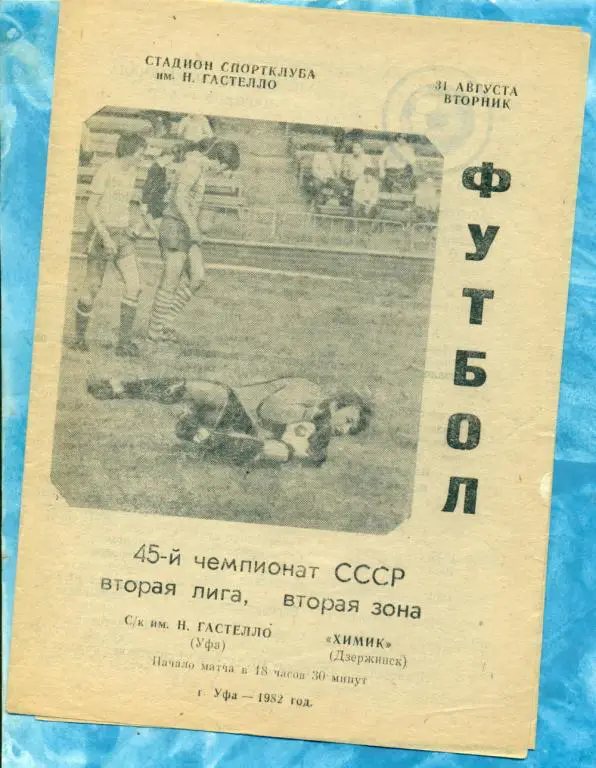 СТАДИОН СПОРТКЛУБА
им. Н. ГАСТЕЛЛО
31 АВГУСТА
ВТОРНИК
ФУТБОЛ
45-й чемпионат СССР
вторая лига, вторая зона
С/к им. Н. ГАСТЕЛЛО
(Уфа)
«ХИМИК»
(Дзержинск)
Начало матча в 18 часов 30 минут
г. Уфа — 1982 год.